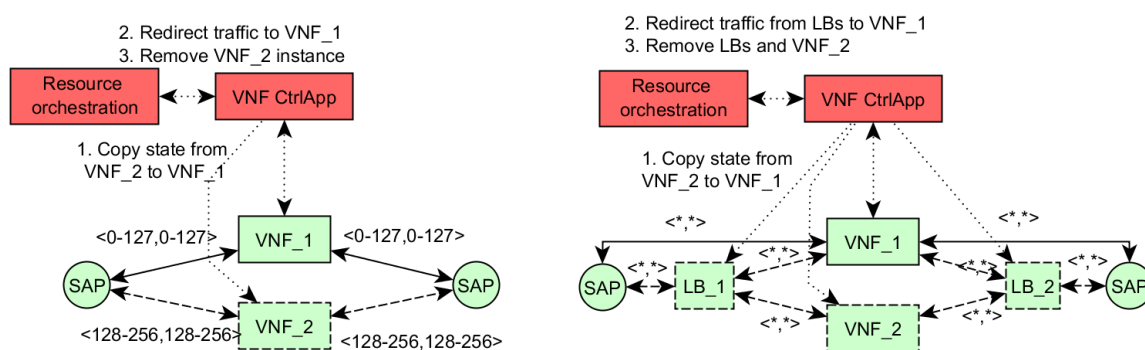 2. Redirect traffic to VNF_1
3. Remove VNF_2 instance
Resource
orchestration
VNF CtrlApp
1. Copy state from
VNF_2 to VNF_1
<0-127,0-127>
VNF_1
<0-127,0-127>
SAP
SAP
<128-256,128-256>
VNF_2
<128-256,128-256>
2. Redirect traffic from LBs to VNF_1
3. Remove LBs and VNF_2
Resource
orchestration
VNF CtrlApp
1. Copy state from
VNF_2 to VNF_1
<*,*>
<*,*>
VNF_1
<*,*>
<*,*>
<*,*>
<*,*>
SAP
LB_1
LB_2
SAP
<*,*>
<*,*>
VNF_2